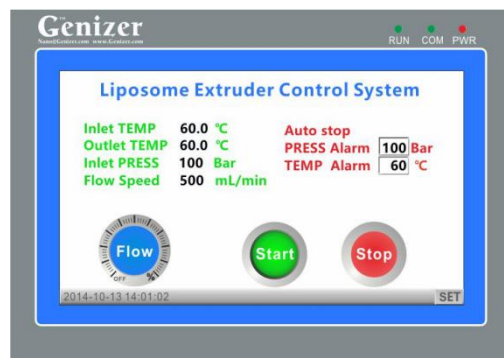 Genizer
Nano@Genizer.com www.Genizer.com
RUN COM PWR
Liposome Extruder Control System
Inlet TEMP 60.0 ℃
Outlet TEMP 60.0 ℃
Inlet PRESS 100 Bar
Flow Speed 500 mL/min
Auto stop
PRESS Alarm 100 Bar
TEMP Alarm 60 ℃
Flow
OFF %
Start
Stop
2014-10-13 14:01:02 SET